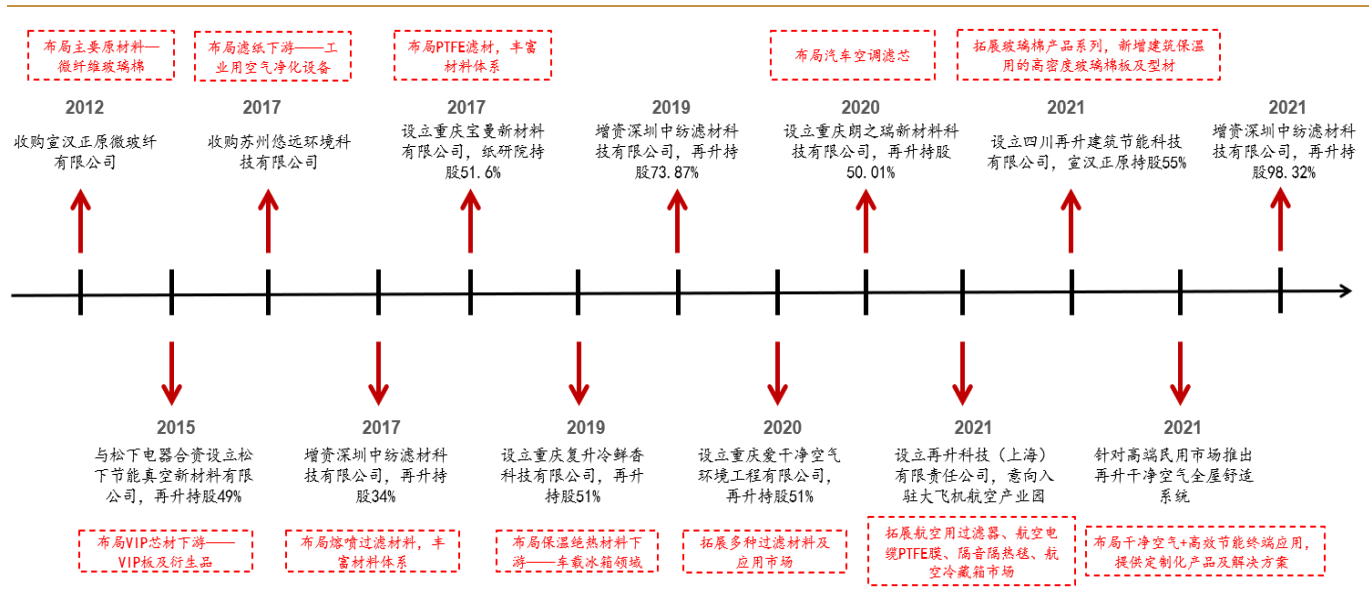 布局主要原材料—
微纤维玻璃棉
2012
收购宣汉正原微玻纤
有限公司
布局滤纸下游——工
业用空气净化设备
2017
收购苏州悠远环境科
技有限公司
布局PTFE滤材，丰富
材料体系
2017
设立重庆宝曼新材料
有限公司，纸研院持
股51.6%
2019
增资深圳中纺滤材科
技有限公司，再升持
股73.87%
布局汽车空调滤芯
2020
设立重庆朗之瑞新材料科
技有限公司，再升持股
50.01%
拓展玻璃棉产品系列，新增建筑保温
用的高密度玻璃棉板及型材
2021
设立四川再升建筑节能科技
有限公司，宣汉正原持股55%
2021
增资深圳中纺滤材科
技有限公司，再升持
股98.32%
2015
与松下电器合资设立松
下节能真空新材料有限
公司，再升持股49%
布局VIP芯材下游——
VIP板及衍生品
2017
增资深圳中纺滤材科
技有限公司，再升持
股34%
布局熔喷过滤材料，丰
富材料体系
2019
设立重庆复升冷鲜香
科技有限公司，再升
持股51%
布局保温绝热材料下
游——车载冰箱领域
2020
设立重庆爱干净空气
环境工程有限公司，
再升持股51%
拓展多种过滤材料及
应用市场
2021
设立再升科技（上海）
有限责任公司，意向入
驻大飞机航空产业园
拓展航空用过滤器、航空电
缆PTFE膜、隔音隔热毯、航
空冷藏箱市场
2021
针对高端民用市场推出
再升干净空气全屋舒适
系统
布局干净空气+高效节能终端应用，
提供定制化产品及解决方案